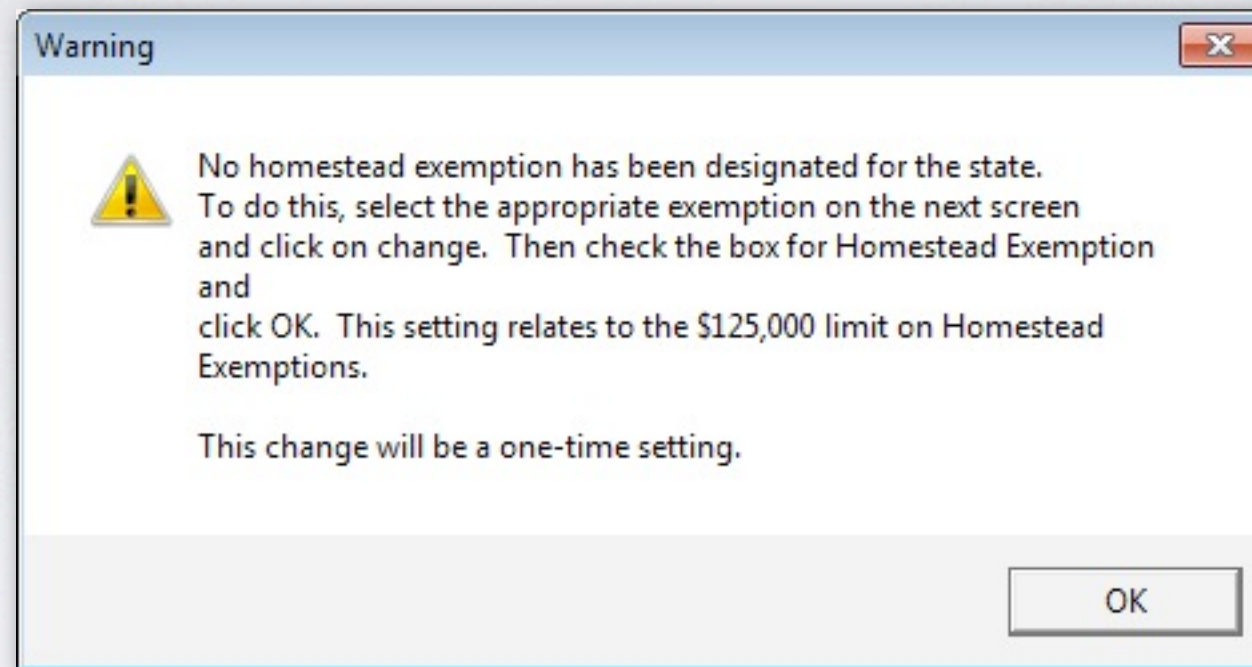 Warning
No homestead exemption has been designated for the state.
To do this, select the appropriate exemption on the next screen
and click on change.  Then check the box for Homestead Exemption
and
click OK.  This setting relates to the $125,000 limit on Homestead
Exemptions.
This change will be a one-time setting.
OK